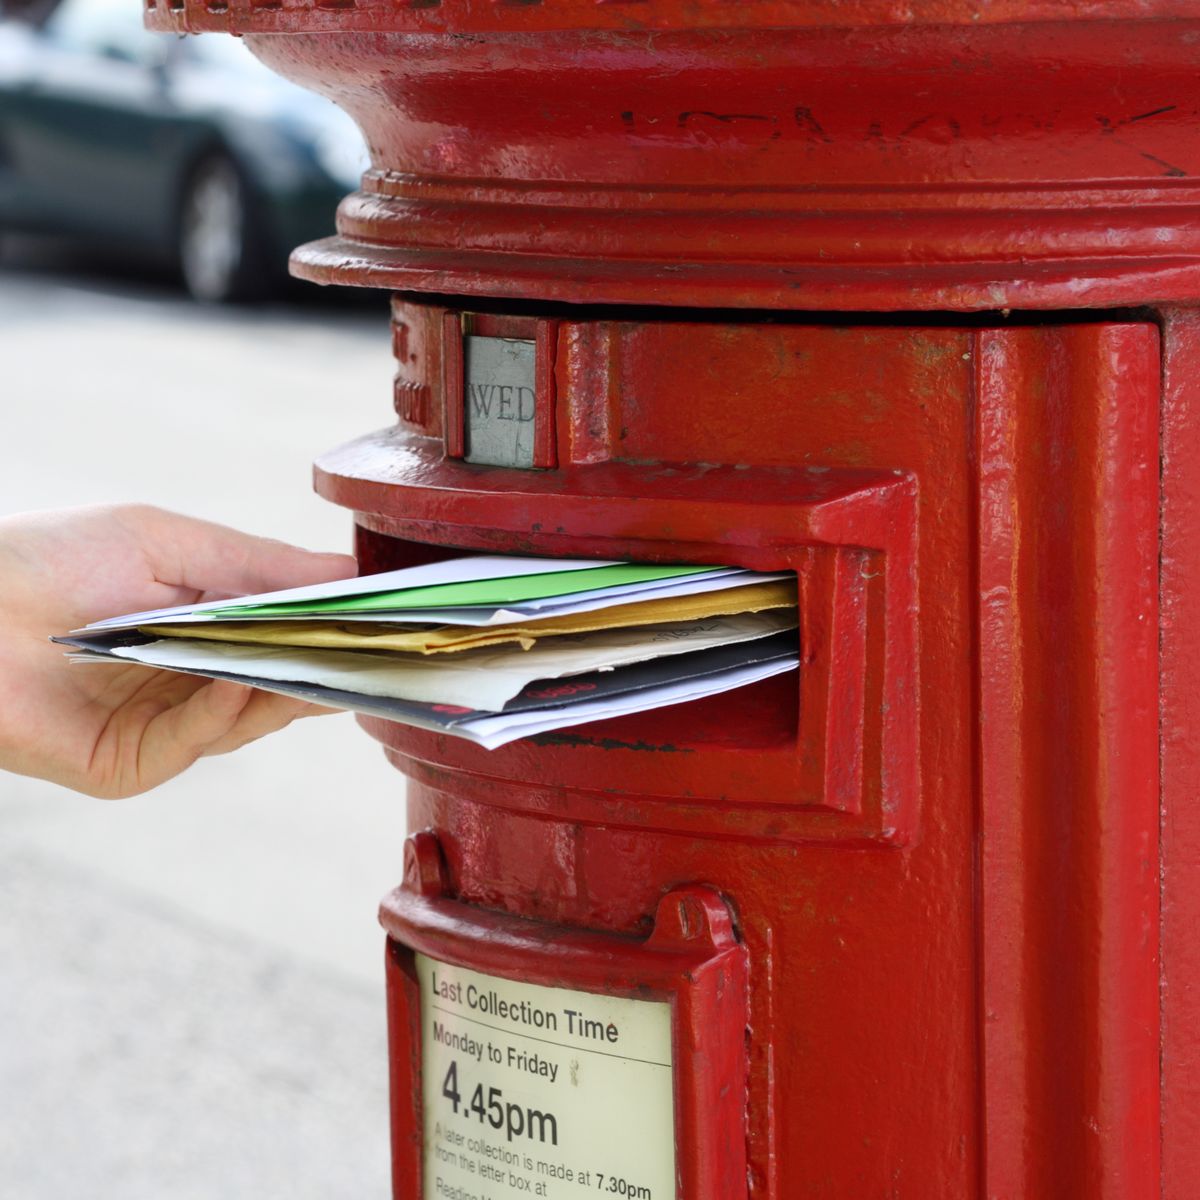 WED
Last Collection Time
Monday to Friday
4.45pm
A later collection is made at 7.30pm
from the letter box at
Reading